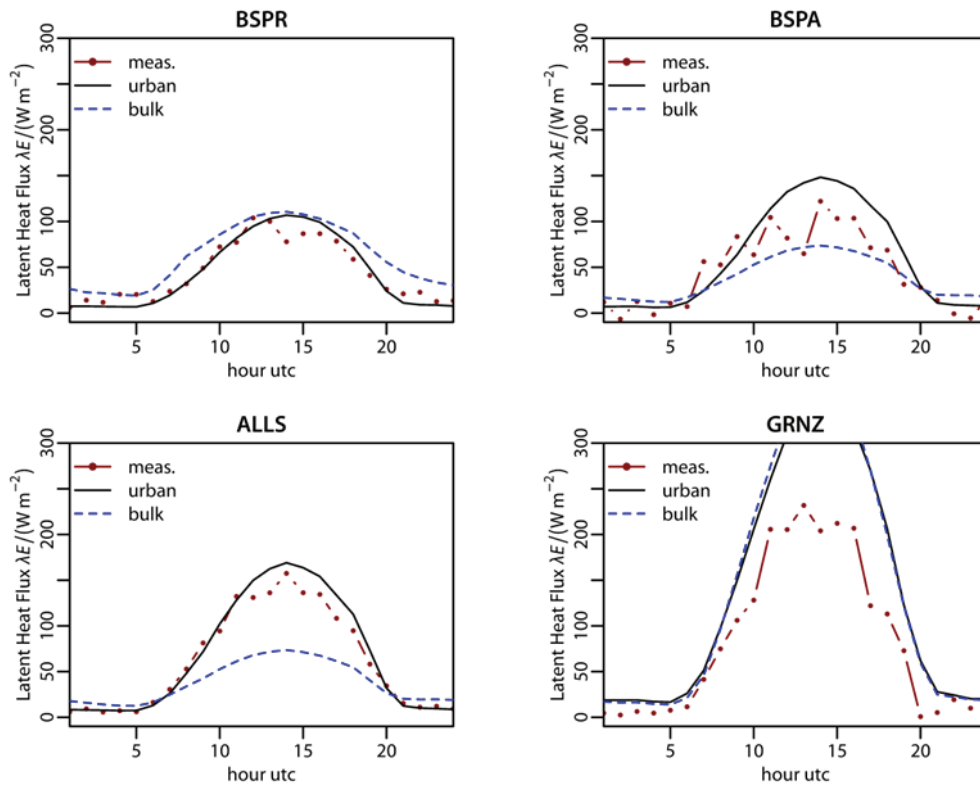 BSPR
Latent Heat Flux λE/(W m−2)
0 50 100 200 300
meas.
urban
bulk
5 10 15 20
hour utc
BSPA
Latent Heat Flux λE/(W m−2)
0 50 100 200 300
meas.
urban
bulk
5 10 15 20
hour utc
ALLS
Latent Heat Flux λE/(W m−2)
0 50 100 200 300
meas.
urban
bulk
5 10 15 20
hour utc
GRNZ
Latent Heat Flux λE/(W m−2)
0 50 100 200 300
meas.
urban
bulk
5 10 15 20
hour utc